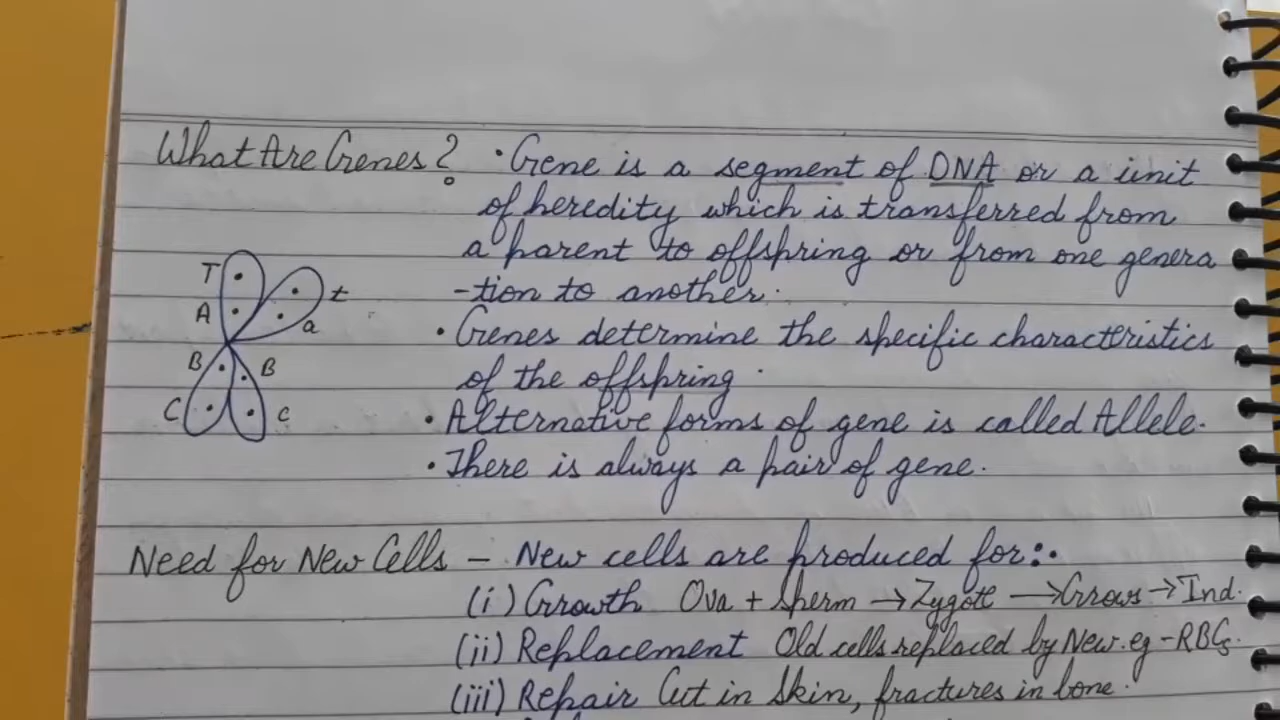 What Are Genes? • Gene is a segment of DNA or a unit
of heredity which is transferred from
a parent to offspring or from one genera
-tion to another.
• Genes determine the specific characteristics
of the offspring.
• Alternative forms of gene is called Allele.
• There is always a pair of gene.
T
t
A
a
B B
C C
Need for New Cells – New cells are produced for:.
(i) Growth Ova + Sperm → Zygote → Grows → Ind.
(ii) Replacement Old cells replaced by New. eg - RBCs.
(iii) Repair Cut in Skin, fractures in bone.